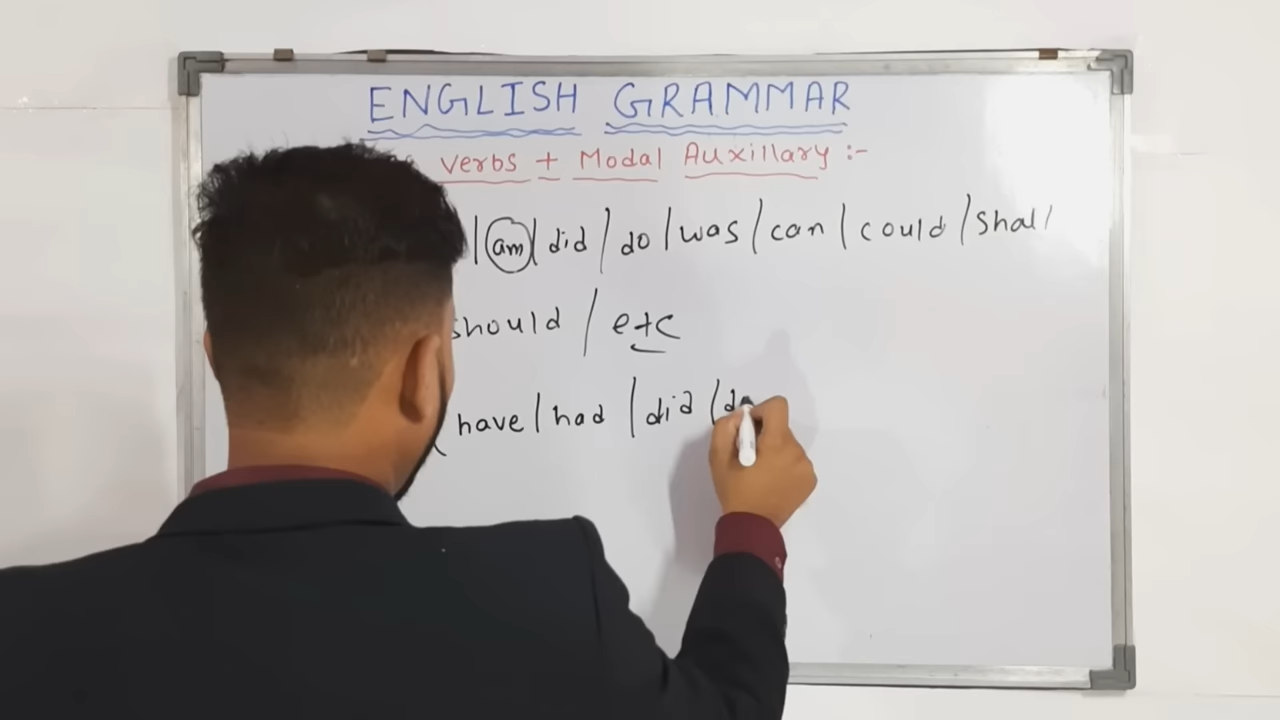 ENGLISH GRAMMAR
verbs + Modal Auxillary :-
| am | did / do | was / can / could / Shall
should / etc
have | had | did / do